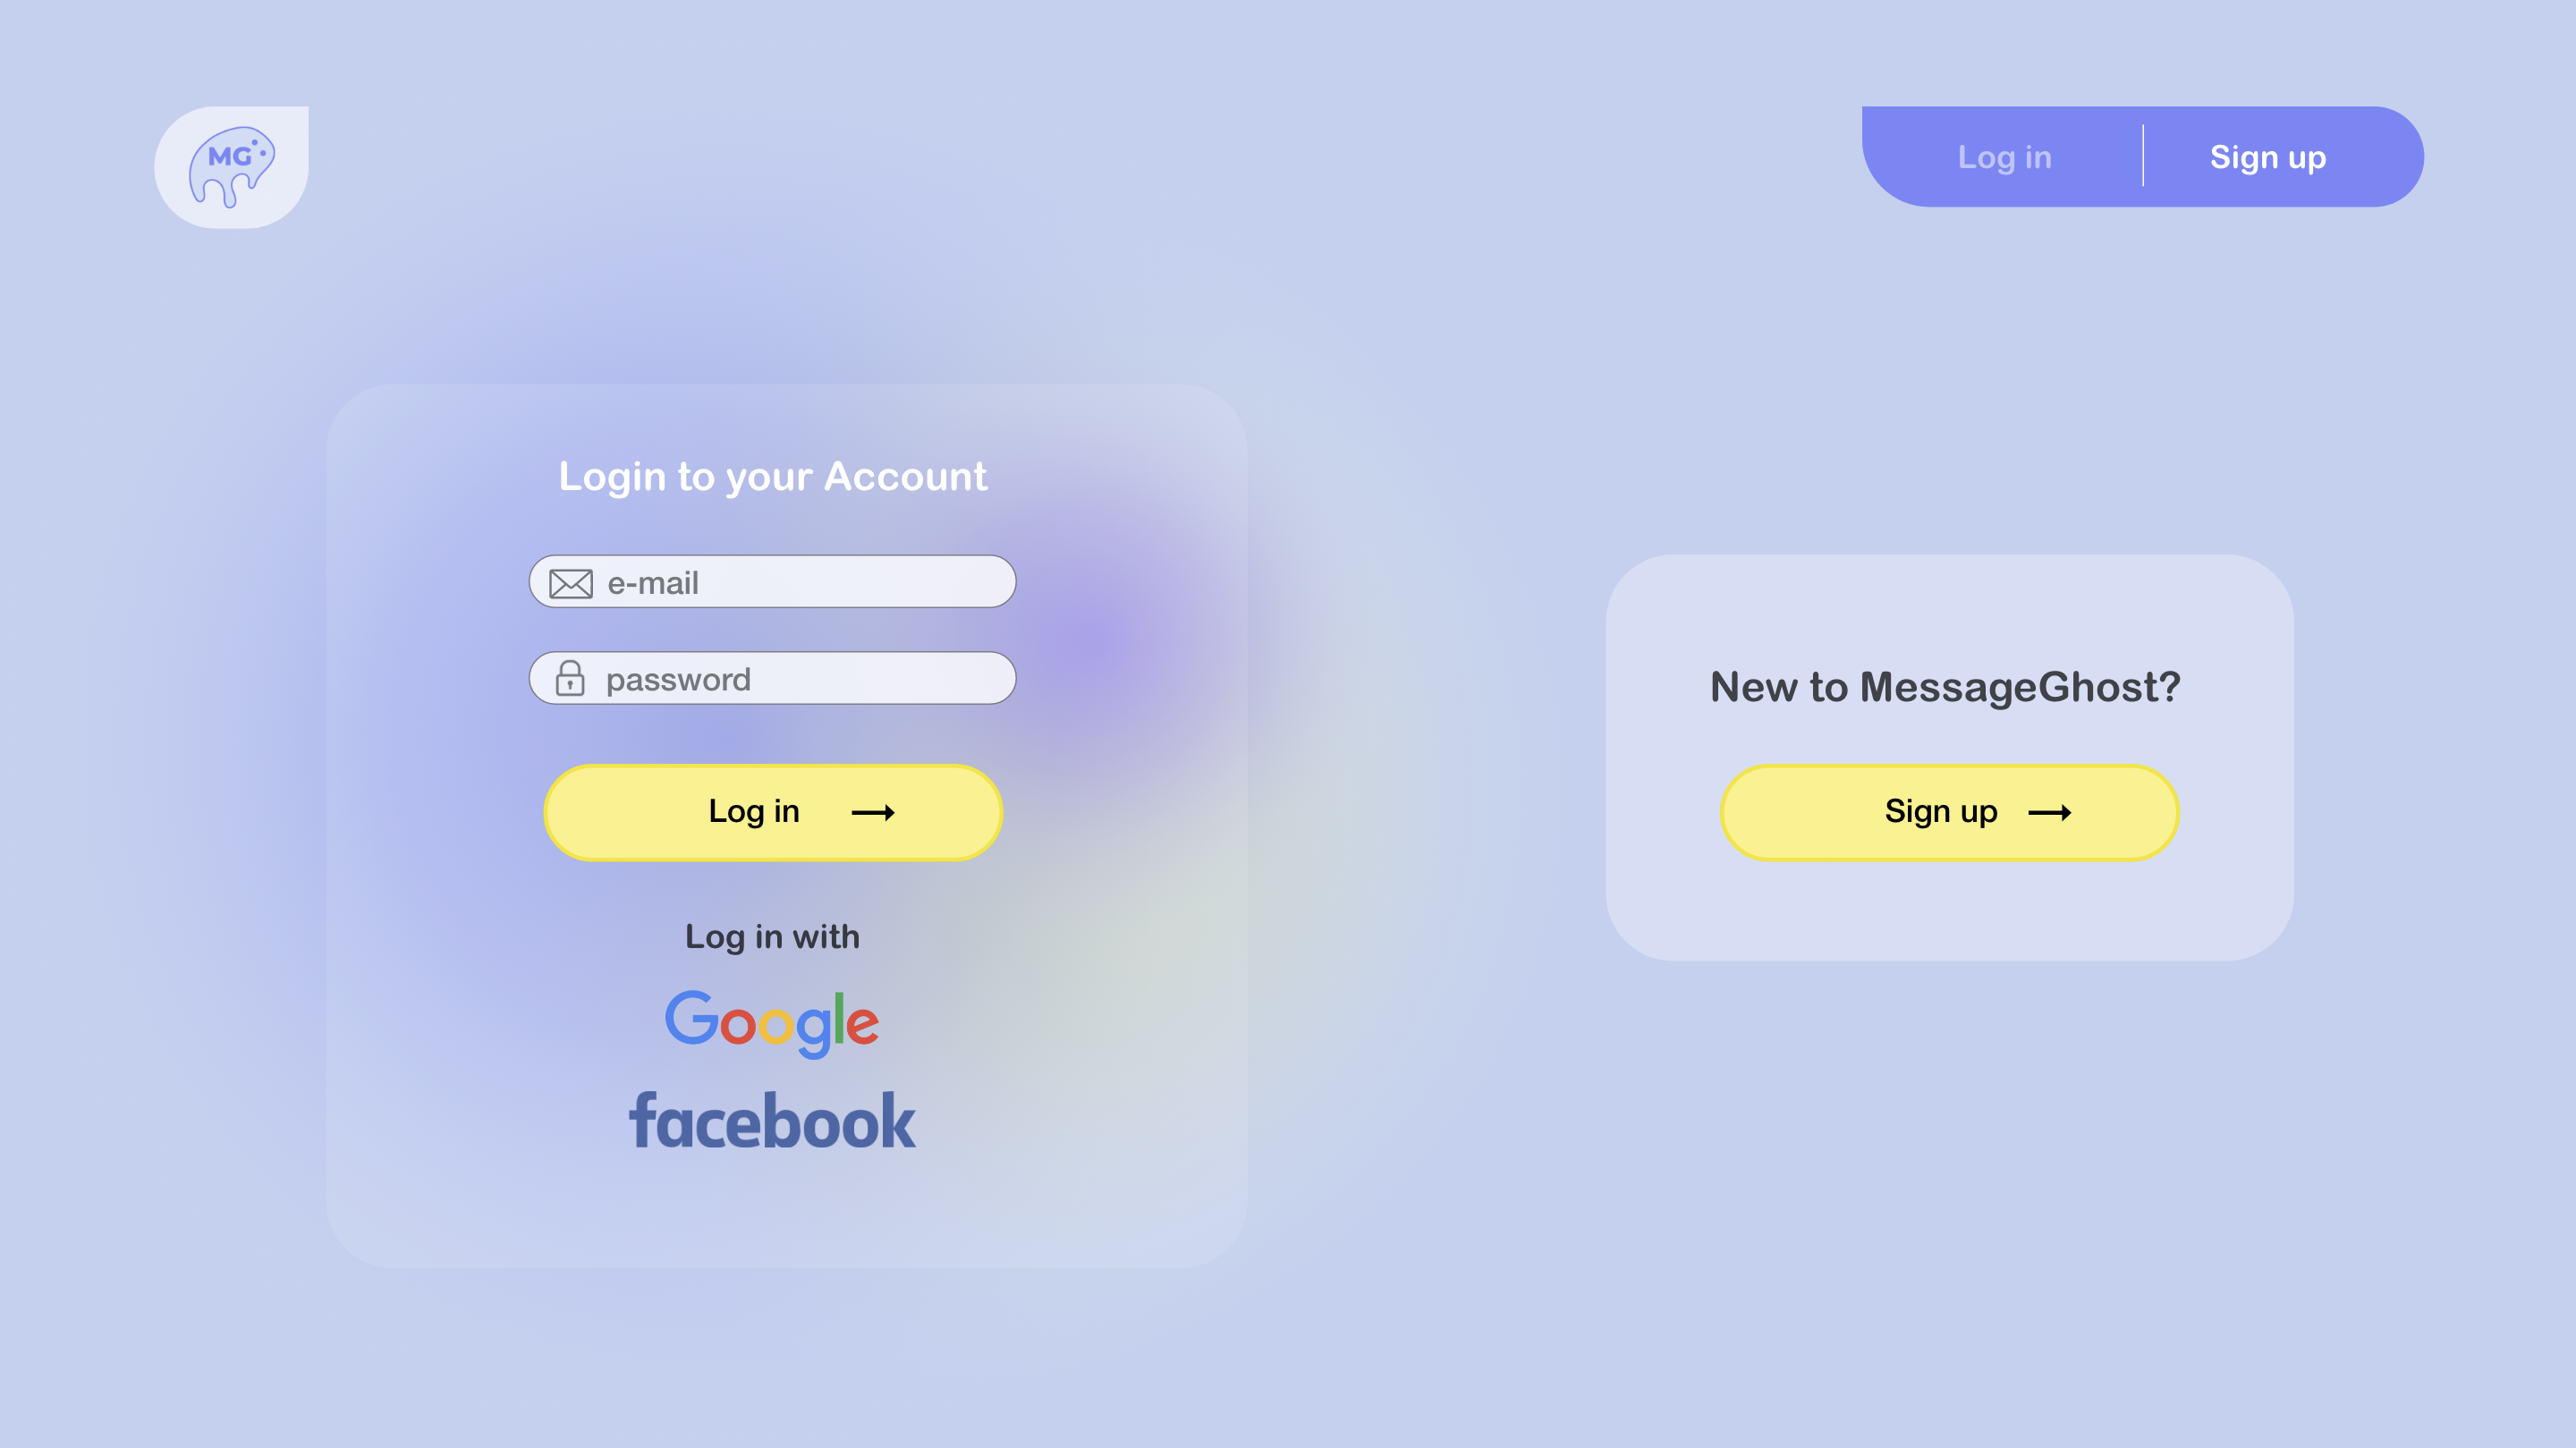 MG
Log in
Sign up
Login to your Account
e-mail
password
Log in
Log in with
Google
facebook
New to MessageGhost?
Sign up